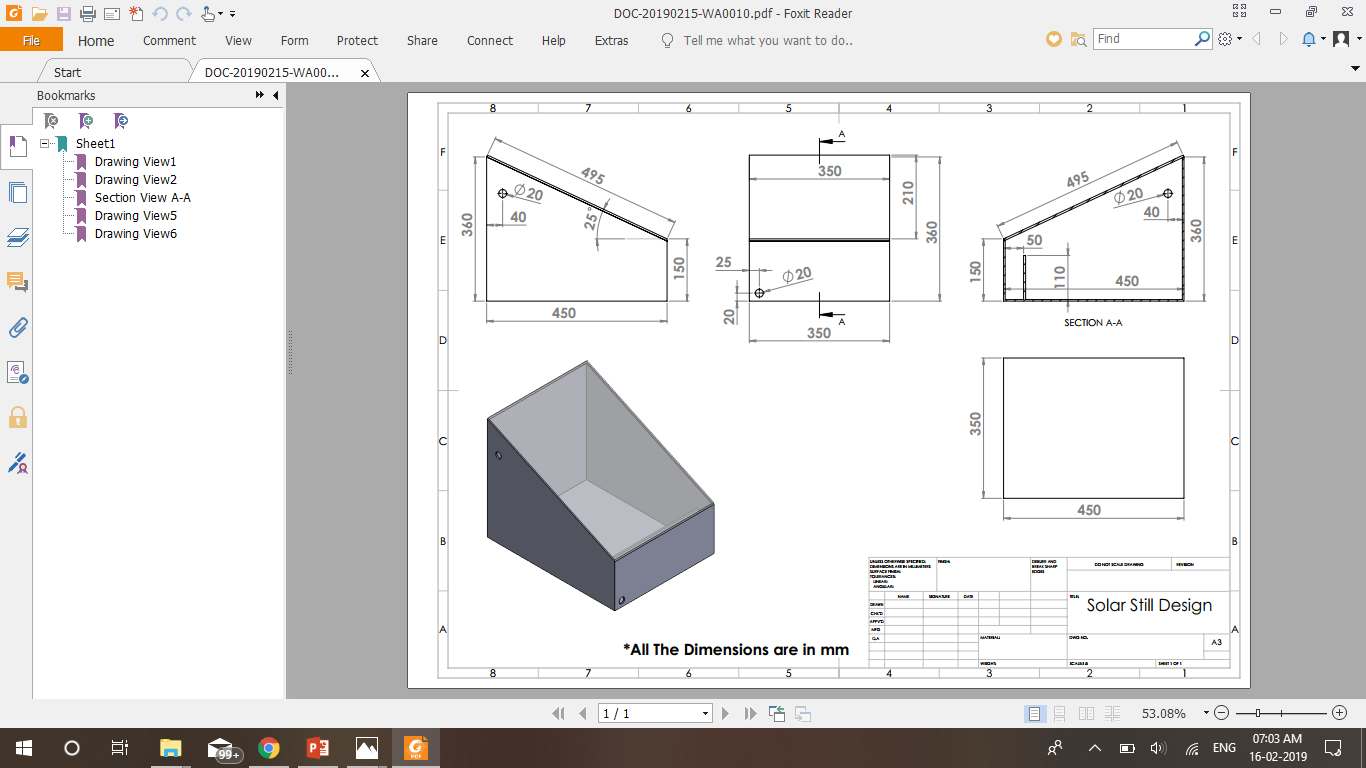 DOC-20190215-WA0010.pdf - Foxit Reader
File Home Comment View Form Protect Share Connect Help Extras Tell me what you want to do.. Find
Start DOC-20190215-WA00...
Bookmarks
Sheet1
Drawing View1
Drawing View2
Section View A-A
Drawing View5
Drawing View6
8 7 6 5 4 3 2 1
F
E
D
C
B
A
495
∅20
40
360
25°
150
450
A
350
210
360
25
∅20
20
A
350
495
∅20
40
360
50
150
110
450
SECTION A-A
350
450
*All The Dimensions are in mm
UNLESS OTHERWISE SPECIFIED:
DIMENSIONS ARE IN MILLIMETERS
SURFACE FINISH:
TOLERANCES:
LINEAR:
ANGULAR:
FINISH:
DEBURR AND
BREAK SHARP
EDGES
DO NOT SCALE DRAWING
REVISION
NAME SIGNATURE DATE
DRAWN
CHK'D
APPV'D
MFG
Q.A
TITLE:
Solar Still Design
MATERIAL:
DWG NO.
A3
WEIGHT:
SHEET 1 OF 1
8 7 6 5 4 3 2 1
F
E
D
C
B
A
1 / 1
53.08%
99+
ENG
07:03 AM
16-02-2019